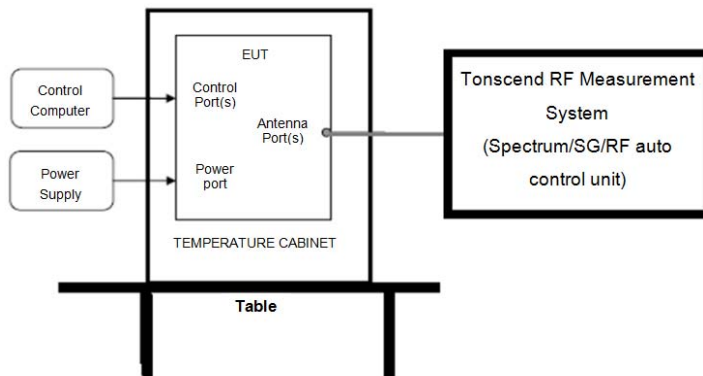 EUT
Control
Port(s)
Antenna
Port(s)
Power
port
TEMPERATURE CABINET
Control
Computer
Power
Supply
Table
Tonscend RF Measurement
System
(Spectrum/SG/RF auto
control unit)